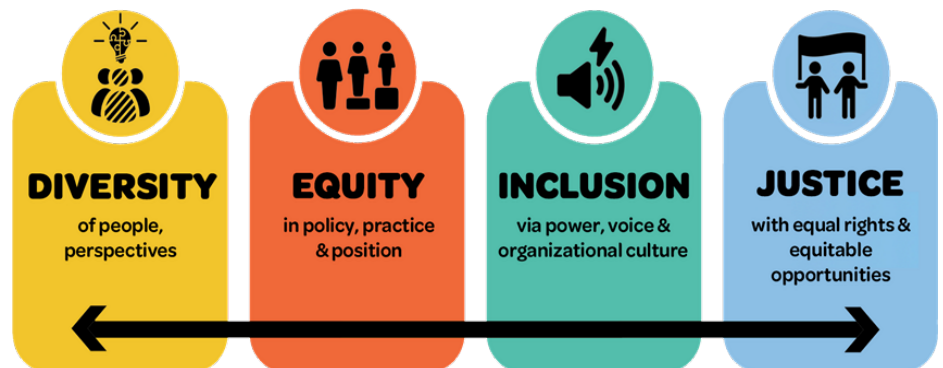 DIVERSITY
of people,
perspectives
EQUITY
in policy, practice
& position
INCLUSION
via power, voice &
organizational culture
JUSTICE
with equal rights &
equitable
opportunities